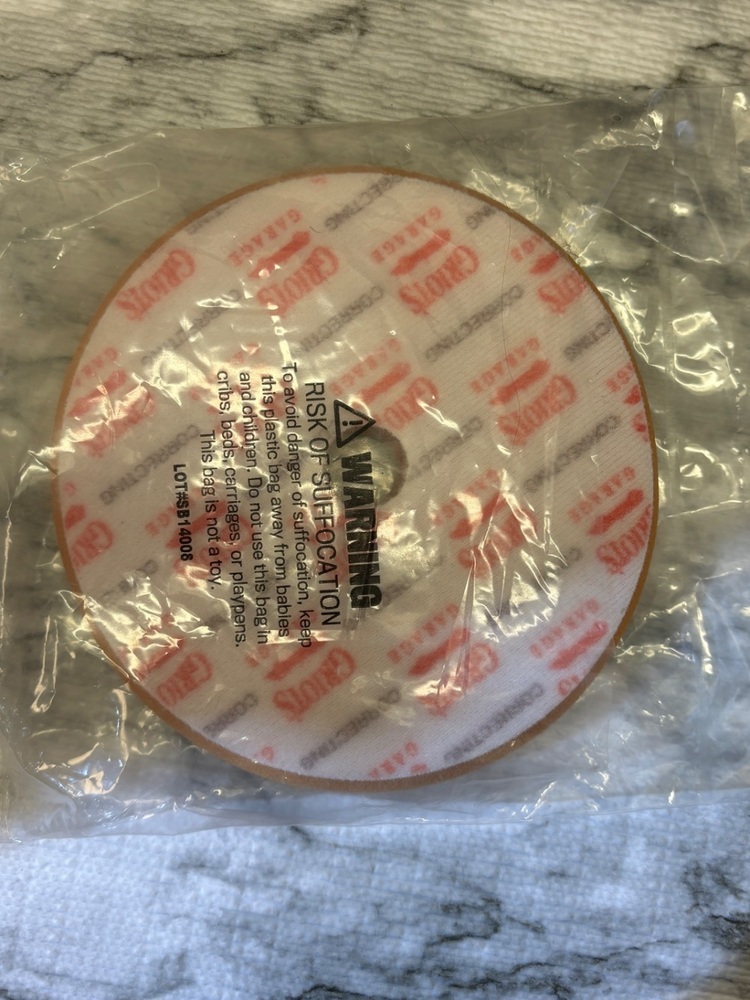 WARNING
RISK OF SUFFOCATION
To avoid danger of suffocation, keep
this plastic bag away from babies
and children. Do not use this bag in
cribs, beds, carriages, or playpens.
This bag is not a toy.
LOT#SB14008
GRIOT'S
GARAGE
CORRECTING